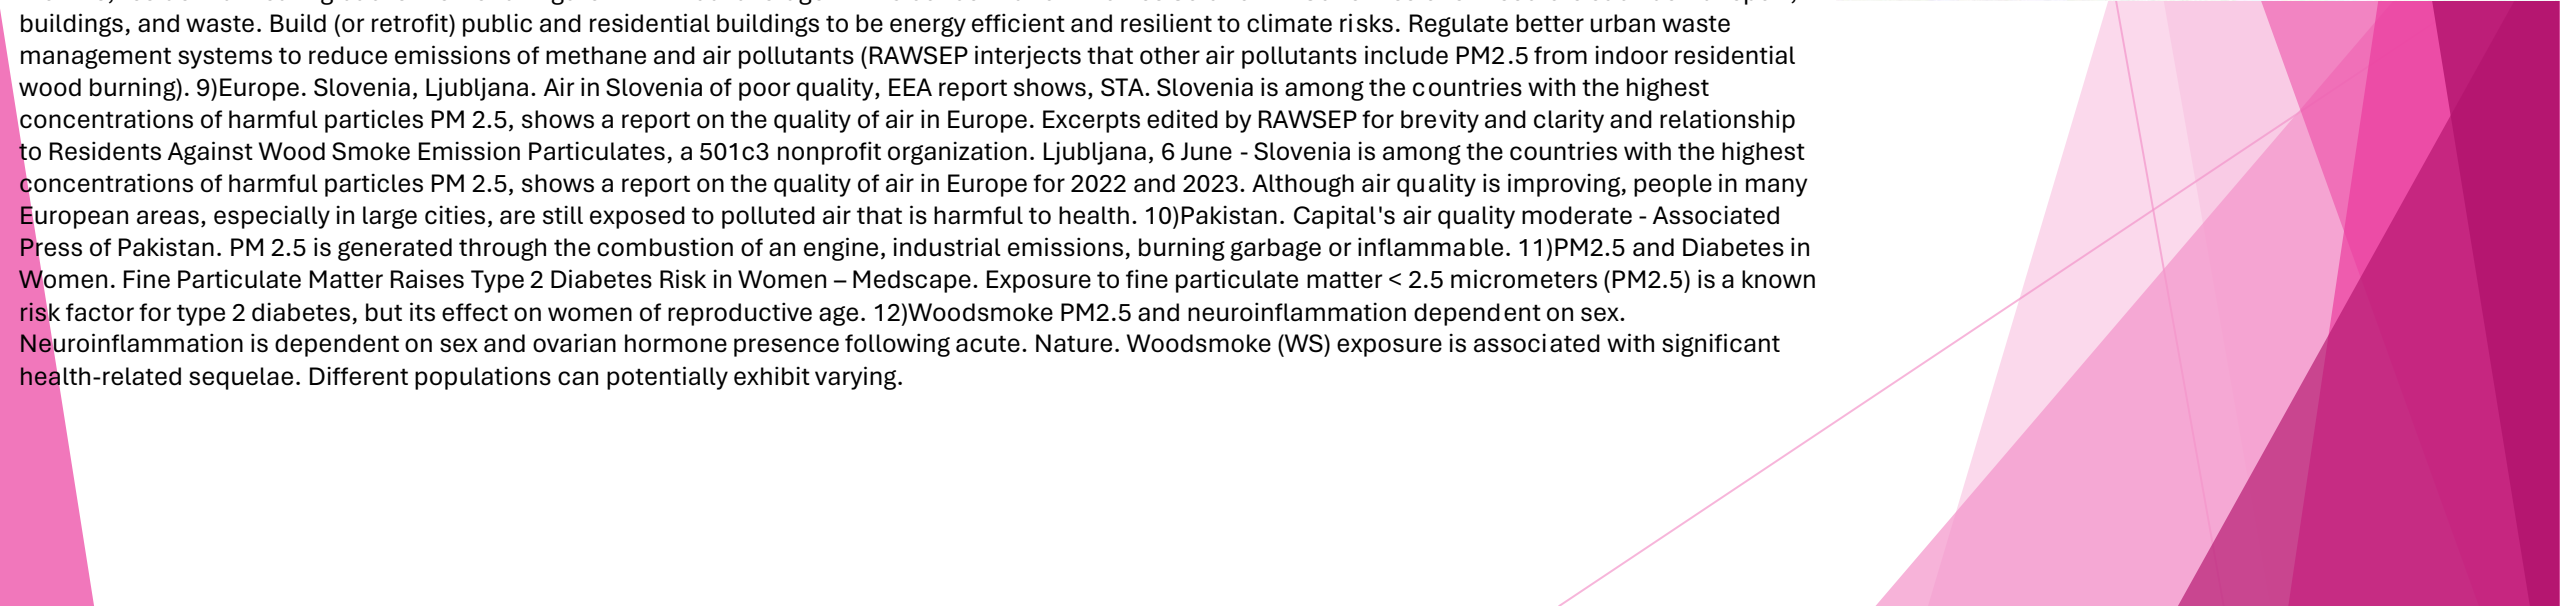 buildings, and waste. Build (or retrofit) public and residential buildings to be energy efficient and resilient to climate risks. Regulate better urban waste
management systems to reduce emissions of methane and air pollutants (RAWSEP interjects that other air pollutants include PM2.5 from indoor residential
wood burning). 9)Europe. Slovenia, Ljubljana. Air in Slovenia of poor quality, EEA report shows, STA. Slovenia is among the countries with the highest
concentrations of harmful particles PM 2.5, shows a report on the quality of air in Europe. Excerpts edited by RAWSEP for brevity and clarity and relationship
to Residents Against Wood Smoke Emission Particulates, a 501c3 nonprofit organization. Ljubljana, 6 June - Slovenia is among the countries with the highest
concentrations of harmful particles PM 2.5, shows a report on the quality of air in Europe for 2022 and 2023. Although air quality is improving, people in many
European areas, especially in large cities, are still exposed to polluted air that is harmful to health. 10)Pakistan. Capital's air quality moderate - Associated
Press of Pakistan. PM 2.5 is generated through the combustion of an engine, industrial emissions, burning garbage or inflammable. 11)PM2.5 and Diabetes in
Women. Fine Particulate Matter Raises Type 2 Diabetes Risk in Women – Medscape. Exposure to fine particulate matter < 2.5 micrometers (PM2.5) is a known
risk factor for type 2 diabetes, but its effect on women of reproductive age. 12)Woodsmoke PM2.5 and neuroinflammation dependent on sex.
Neuroinflammation is dependent on sex and ovarian hormone presence following acute. Nature. Woodsmoke (WS) exposure is associated with significant
health-related sequelae. Different populations can potentially exhibit varying.